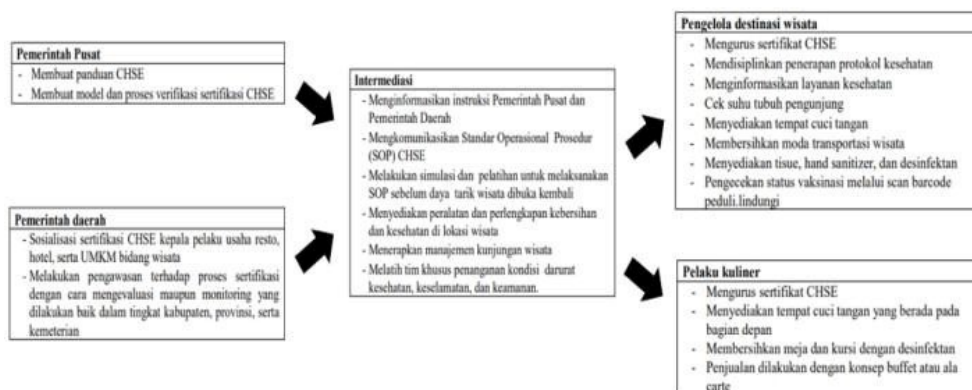 Pemerintah Pusat
- Membuat panduan CHSE
- Membuat model dan proses verifikasi sertifikasi CHSE
Pemerintah daerah
- Sosialisasi sertifikasi CHSE kepala pelaku usaha resto,
hotel, serta UMKM bidang wisata
- Melakukan pengawasan terhadap proses sertifikasi
dengan cara mengevaluasi maupun monitoring yang
dilakukan baik dalam tingkat kabupaten, provinsi, serta
kemeterian
Intermediasi
- Menginformasikan instruksi Pemerintah Pusat dan
Pemerintah Daerah
- Mengkomunikasikan Standar Operasional Prosedur
(SOP) CHSE
- Melakukan simulasi dan pelatihan untuk melaksanakan
SOP sebelum daya tarik wisata dibuka kembali
- Menyediakan peralatan dan perlengkapan kebersihan
dan kesehatan di lokasi wisata
- Menerapkan manajemen kunjungan wisata
- Melatih tim khusus penanganan kondisi darurat
kesehatan, keselamatan, dan keamanan.
Pengelola destinasi wisata
- Mengurus sertifikat CHSE
- Mendisiplinkan penerapan protokol kesehatan
- Menginformasikan layanan kesehatan
- Cek suhu tubuh pengunjung
- Menyediakan tempat cuci tangan
- Membersihkan moda transportasi wisata
- Menyediakan tisue, hand sanitizer, dan desinfektan
- Pengecekan status vaksinasi melalui scan barcode
peduli.lindungi
Pelaku kuliner
- Mengurus sertifikat CHSE
- Menyediakan tempat cuci tangan yang berada pada
bagian depan
- Membersihkan meja dan kursi dengan desinfektan
- Penjualan dilakukan dengan konsep buffet atau ala
carte